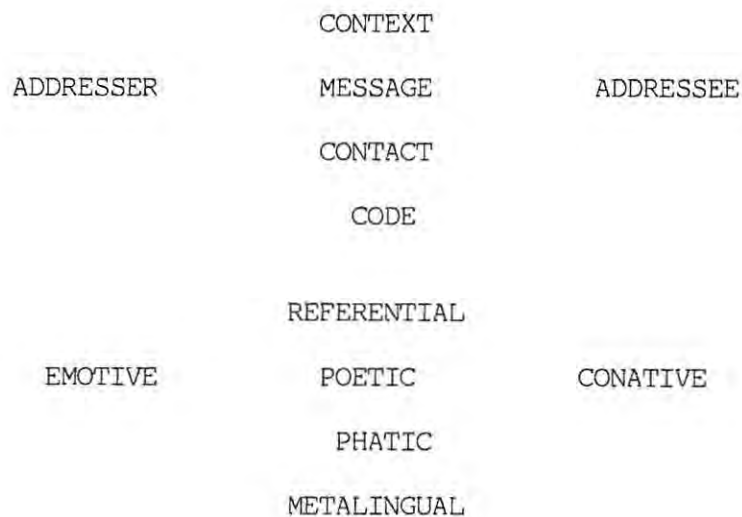 CONTEXT
ADDRESSER MESSAGE ADDRESSEE
CONTACT
CODE
REFERENTIAL
EMOTIVE POETIC CONATIVE
PHATIC
METALINGUAL